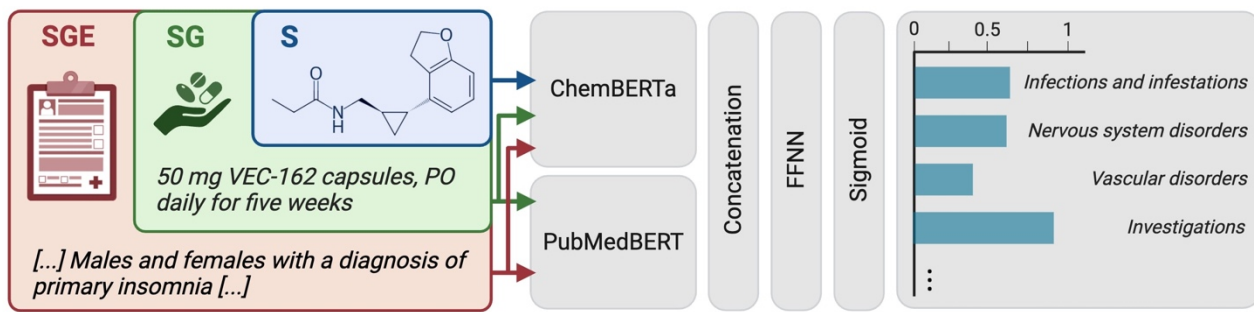 SGE
SG
S
O
O
N
H
50 mg VEC-162 capsules, PO
daily for five weeks
[...] Males and females with a diagnosis of
primary insomnia [...]
ChemBERTa
PubMedBERT
Concatenation
FFNN
Sigmoid
0 0.5 1
Infections and infestations
Nervous system disorders
Vascular disorders
Investigations